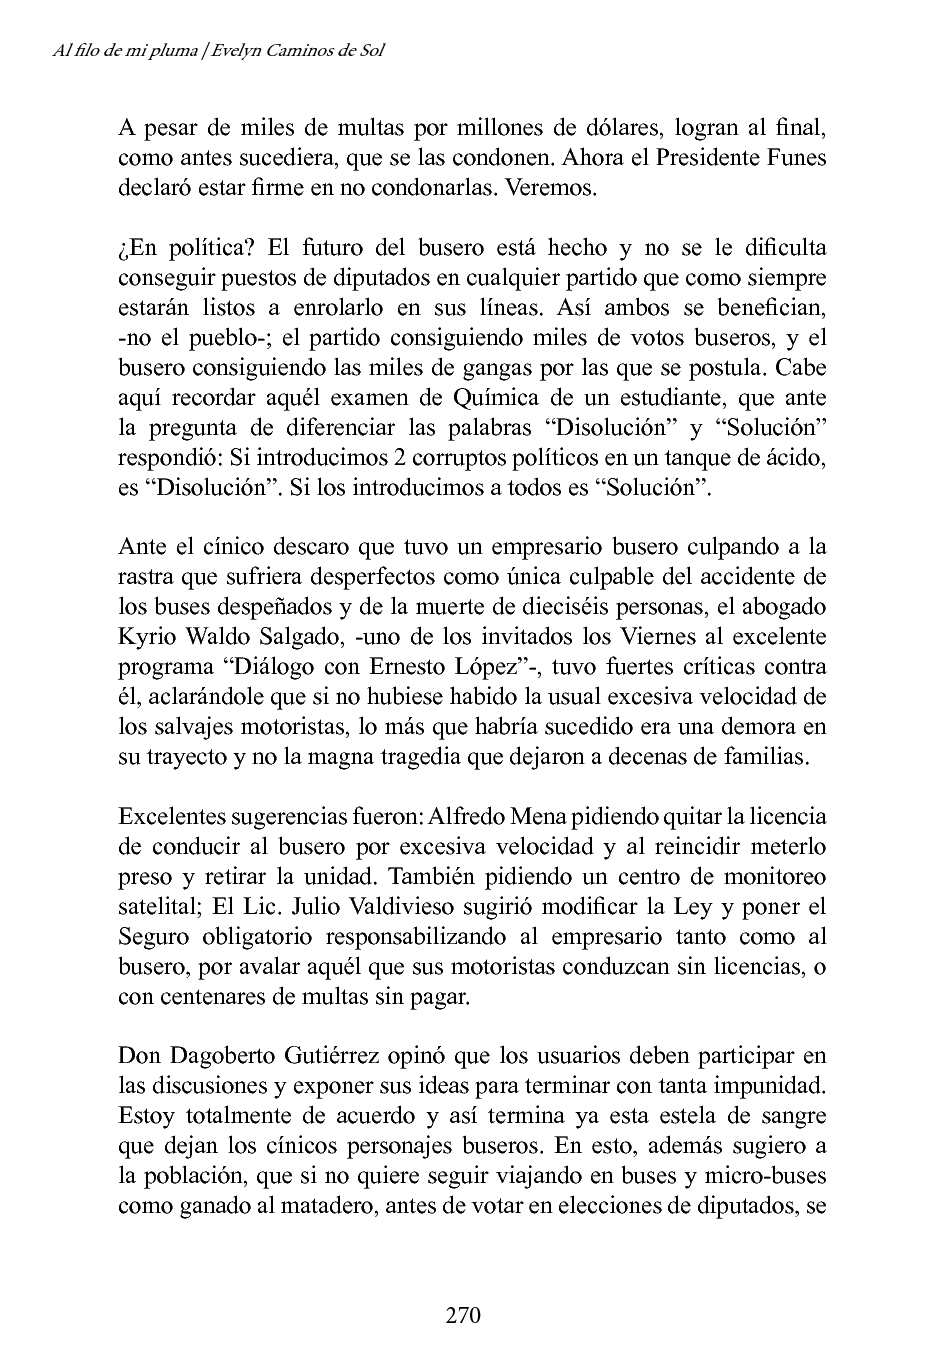 Al filo de mi pluma | Evelyn Caminos de Sol
A pesar de miles de multas por millones de dólares, logran al final,
como antes sucediera, que se las condonen. Ahora el Presidente Funes
declaró estar firme en no condonarlas. Veremos.
¿En política? El futuro del busero está hecho y no se le dificulta
conseguir puestos de diputados en cualquier partido que como siempre
estarán listos a enrolarlo en sus líneas. Así ambos se benefician,
-no el pueblo-; el partido consiguiendo miles de votos buseros, y el
busero consiguiendo las miles de gangas por las que se postula. Cabe
aquí recordar aquél examen de Química de un estudiante, que ante
la pregunta de diferenciar las palabras “Disolución” y “Solución”
respondió: Si introducimos 2 corruptos políticos en un tanque de ácido,
es “Disolución”. Si los introducimos a todos es “Solución”.
Ante el cínico descaro que tuvo un empresario busero culpando a la
rastra que sufriera desperfectos como única culpable del accidente de
los buses despeñados y de la muerte de dieciséis personas, el abogado
Kyrio Waldo Salgado, -uno de los invitados los Viernes al excelente
programa “Diálogo con Ernesto López”-, tuvo fuertes críticas contra
él, aclarándole que si no hubiese habido la usual excesiva velocidad de
los salvajes motoristas, lo más que habría sucedido era una demora en
su trayecto y no la magna tragedia que dejaron a decenas de familias.
Excelentes sugerencias fueron: Alfredo Mena pidiendo quitar la licencia
de conducir al busero por excesiva velocidad y al reincidir meterlo
preso y retirar la unidad. También pidiendo un centro de monitoreo
satelital; El Lic. Julio Valdivieso sugirió modificar la Ley y poner el
Seguro obligatorio responsabilizando al empresario tanto como al
busero, por avalar aquél que sus motoristas conduzcan sin licencias, o
con centenares de multas sin pagar.
Don Dagoberto Gutiérrez opinó que los usuarios deben participar en
las discusiones y exponer sus ideas para terminar con tanta impunidad.
Estoy totalmente de acuerdo y así termina ya esta estela de sangre
que dejan los cínicos personajes buseros. En esto, además sugiero a
la población, que si no quiere seguir viajando en buses y micro-buses
como ganado al matadero, antes de votar en elecciones de diputados, se
270